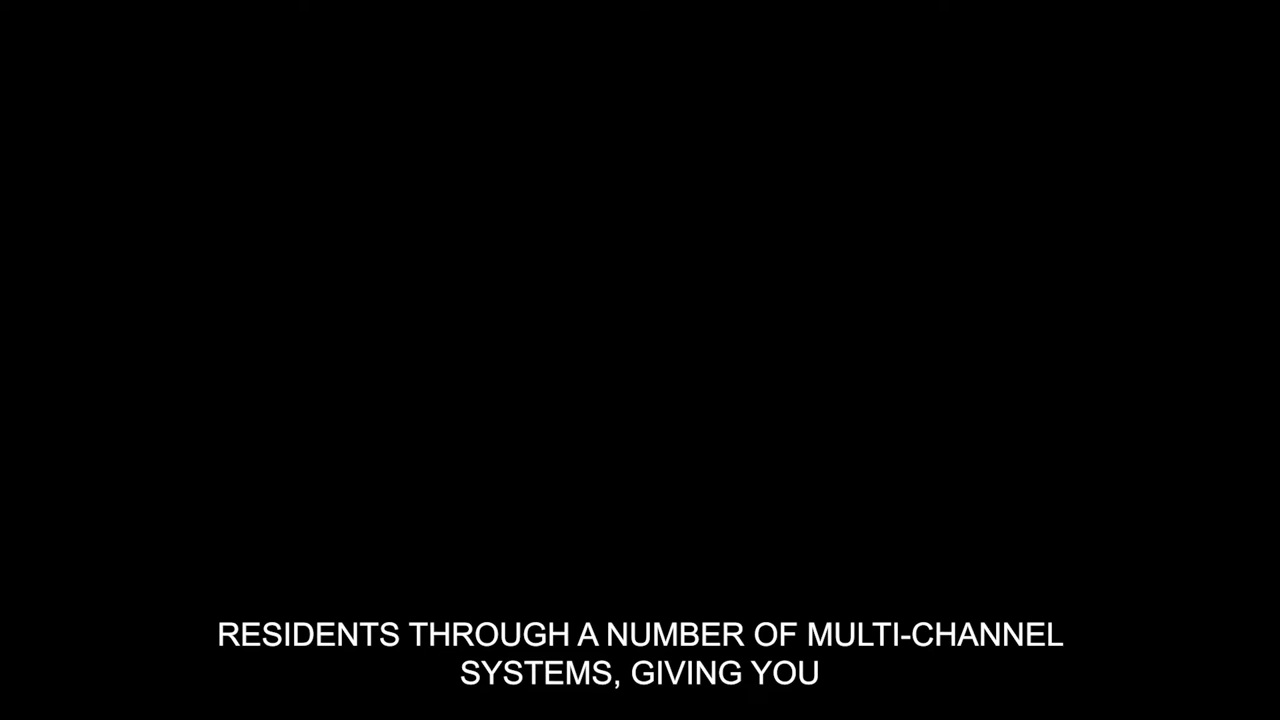 RESIDENTS THROUGH A NUMBER OF MULTI-CHANNEL
SYSTEMS, GIVING YOU